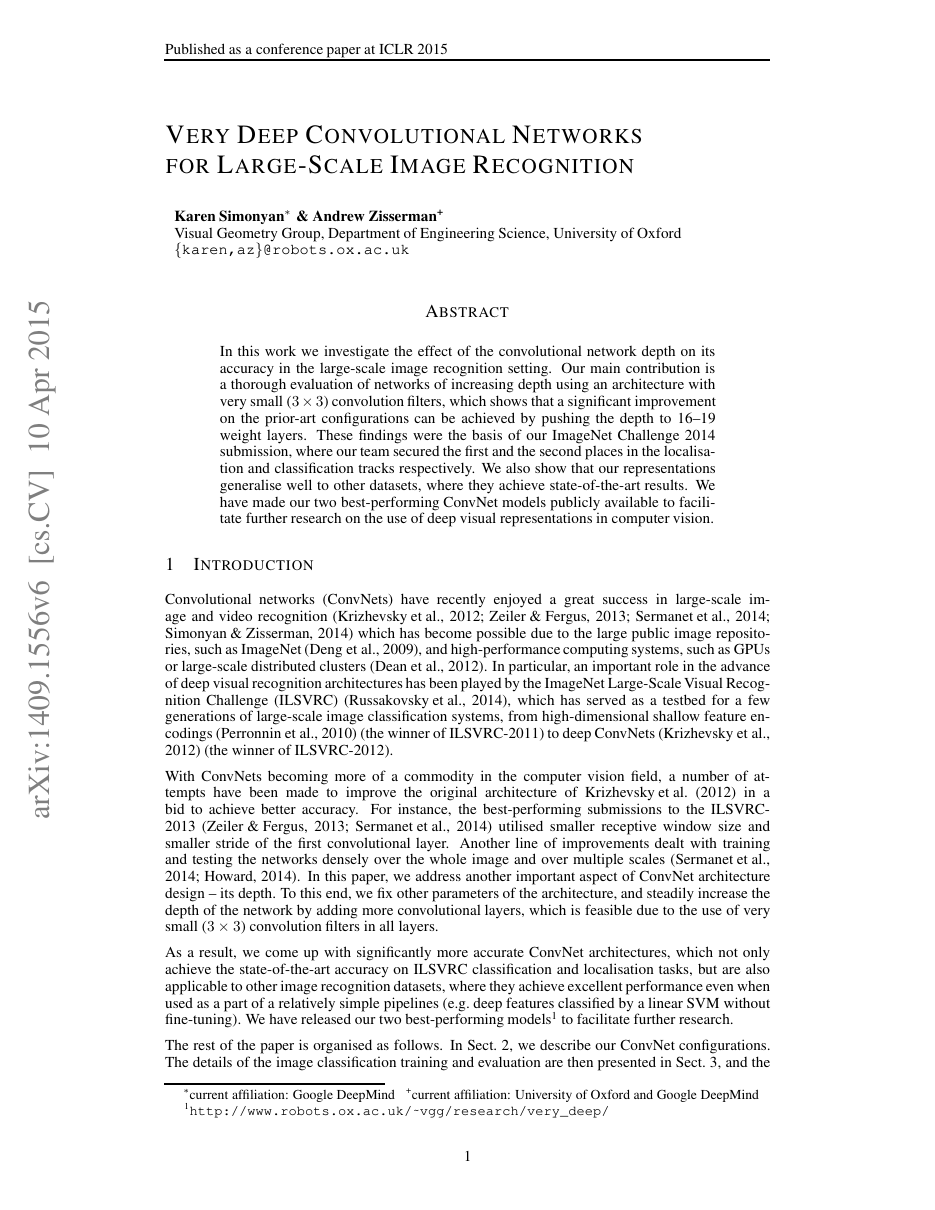 Published as a conference paper at ICLR 2015
VERY DEEP CONVOLUTIONAL NETWORKS
FOR LARGE-SCALE IMAGE RECOGNITION
Karen Simonyan* & Andrew Zisserman+
Visual Geometry Group, Department of Engineering Science, University of Oxford
{karen,az}@robots.ox.ac.uk
ABSTRACT
In this work we investigate the effect of the convolutional network depth on its
accuracy in the large-scale image recognition setting. Our main contribution is
a thorough evaluation of networks of increasing depth using an architecture with
very small (3 × 3) convolution filters, which shows that a significant improvement
on the prior-art configurations can be achieved by pushing the depth to 16–19
weight layers. These findings were the basis of our ImageNet Challenge 2014
submission, where our team secured the first and the second places in the localisa-
tion and classification tracks respectively. We also show that our representations
generalise well to other datasets, where they achieve state-of-the-art results. We
have made our two best-performing ConvNet models publicly available to facili-
tate further research on the use of deep visual representations in computer vision.
1 INTRODUCTION
Convolutional networks (ConvNets) have recently enjoyed a great success in large-scale im-
age and video recognition (Krizhevsky et al., 2012; Zeiler & Fergus, 2013; Sermanet et al., 2014;
Simonyan & Zisserman, 2014) which has become possible due to the large public image reposito-
ries, such as ImageNet (Deng et al., 2009), and high-performance computing systems, such as GPUs
or large-scale distributed clusters (Dean et al., 2012). In particular, an important role in the advance
of deep visual recognition architectures has been played by the ImageNet Large-Scale Visual Recog-
nition Challenge (ILSVRC) (Russakovsky et al., 2014), which has served as a testbed for a few
generations of large-scale image classification systems, from high-dimensional shallow feature en-
codings (Perronnin et al., 2010) (the winner of ILSVRC-2011) to deep ConvNets (Krizhevsky et al.,
2012) (the winner of ILSVRC-2012).
With ConvNets becoming more of a commodity in the computer vision field, a number of at-
tempts have been made to improve the original architecture of Krizhevsky et al. (2012) in a
bid to achieve better accuracy. For instance, the best-performing submissions to the ILSVRC-
2013 (Zeiler & Fergus, 2013; Sermanet et al., 2014) utilised smaller receptive window size and
smaller stride of the first convolutional layer. Another line of improvements dealt with training
and testing the networks densely over the whole image and over multiple scales (Sermanet et al.,
2014; Howard, 2014). In this paper, we address another important aspect of ConvNet architecture
design – its depth. To this end, we fix other parameters of the architecture, and steadily increase the
depth of the network by adding more convolutional layers, which is feasible due to the use of very
small (3 × 3) convolution filters in all layers.
As a result, we come up with significantly more accurate ConvNet architectures, which not only
achieve the state-of-the-art accuracy on ILSVRC classification and localisation tasks, but are also
applicable to other image recognition datasets, where they achieve excellent performance even when
used as a part of a relatively simple pipelines (e.g. deep features classified by a linear SVM without
fine-tuning). We have released our two best-performing models1 to facilitate further research.
The rest of the paper is organised as follows. In Sect. 2, we describe our ConvNet configurations.
The details of the image classification training and evaluation are then presented in Sect. 3, and the
*current affiliation: Google DeepMind +current affiliation: University of Oxford and Google DeepMind
1http://www.robots.ox.ac.uk/~vgg/research/very_deep/
1
arXiv:1409.1556v6 [cs.CV] 10 Apr 2015